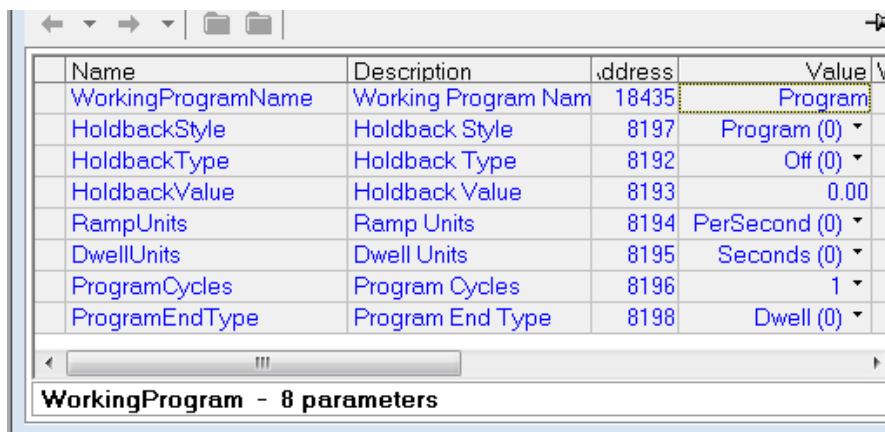 Name Description Address Value
WorkingProgramName Working Program Nam 18435 Program
HoldbackStyle Holdback Style 8197 Program (0)
HoldbackType Holdback Type 8192 Off (0)
HoldbackValue Holdback Value 8193 0.00
RampUnits Ramp Units 8194 PerSecond (0)
DwellUnits Dwell Units 8195 Seconds (0)
ProgramCycles Program Cycles 8196 1
ProgramEndType Program End Type 8198 Dwell (0)
WorkingProgram - 8 parameters